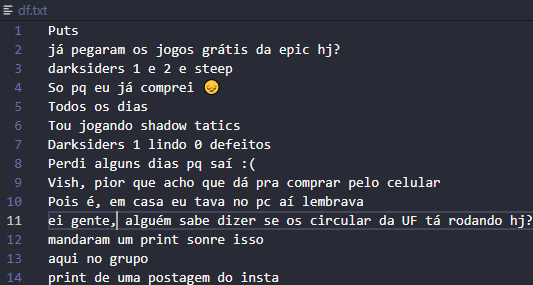 df.txt
1 Puts
2 já pegaram os jogos grátis da epic hj?
3 darksiders 1 e 2 e steep
4 So pq eu já comprei 😞
5 Todos os dias
6 Tou jogando shadow tatics
7 Darksiders 1 lindo 0 defeitos
8 Perdi alguns dias pq saí :(
9 Vish, pior que acho que dá pra comprar pelo celular
10 Pois é, em casa eu tava no pc aí lembrava
11 ei gente, alguém sabe dizer se os circular da UF tá rodando hj?
12 mandaram um print sonre isso
13 aqui no grupo
14 print de uma postagem do insta